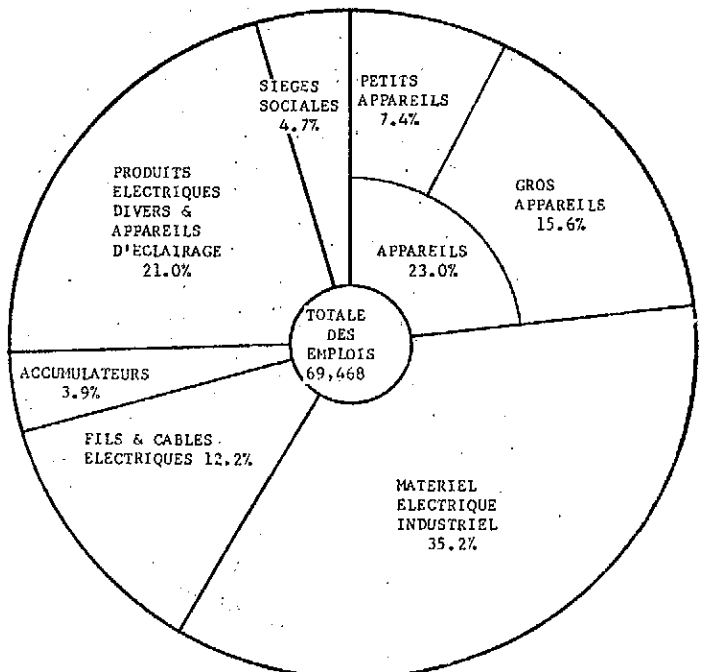 SIEGES
SOCIALES
4.7%
PETITS
APPAREILS
7.4%
GROS
APPAREILS
15.6%
APPAREILS
23.0%
PRODUITS
ELECTRIQUES
DIVERS &
APPAREILS
D'ECLAIRAGE
21.0%
TOTALE
DES
EMPLOIS
69,468
ACCUMULATEURS
3.9%
FILS & CABLES
ELECTRIQUES 12.2%
MATERIEL
ELECTRIQUE
INDUSTRIEL
35.2%